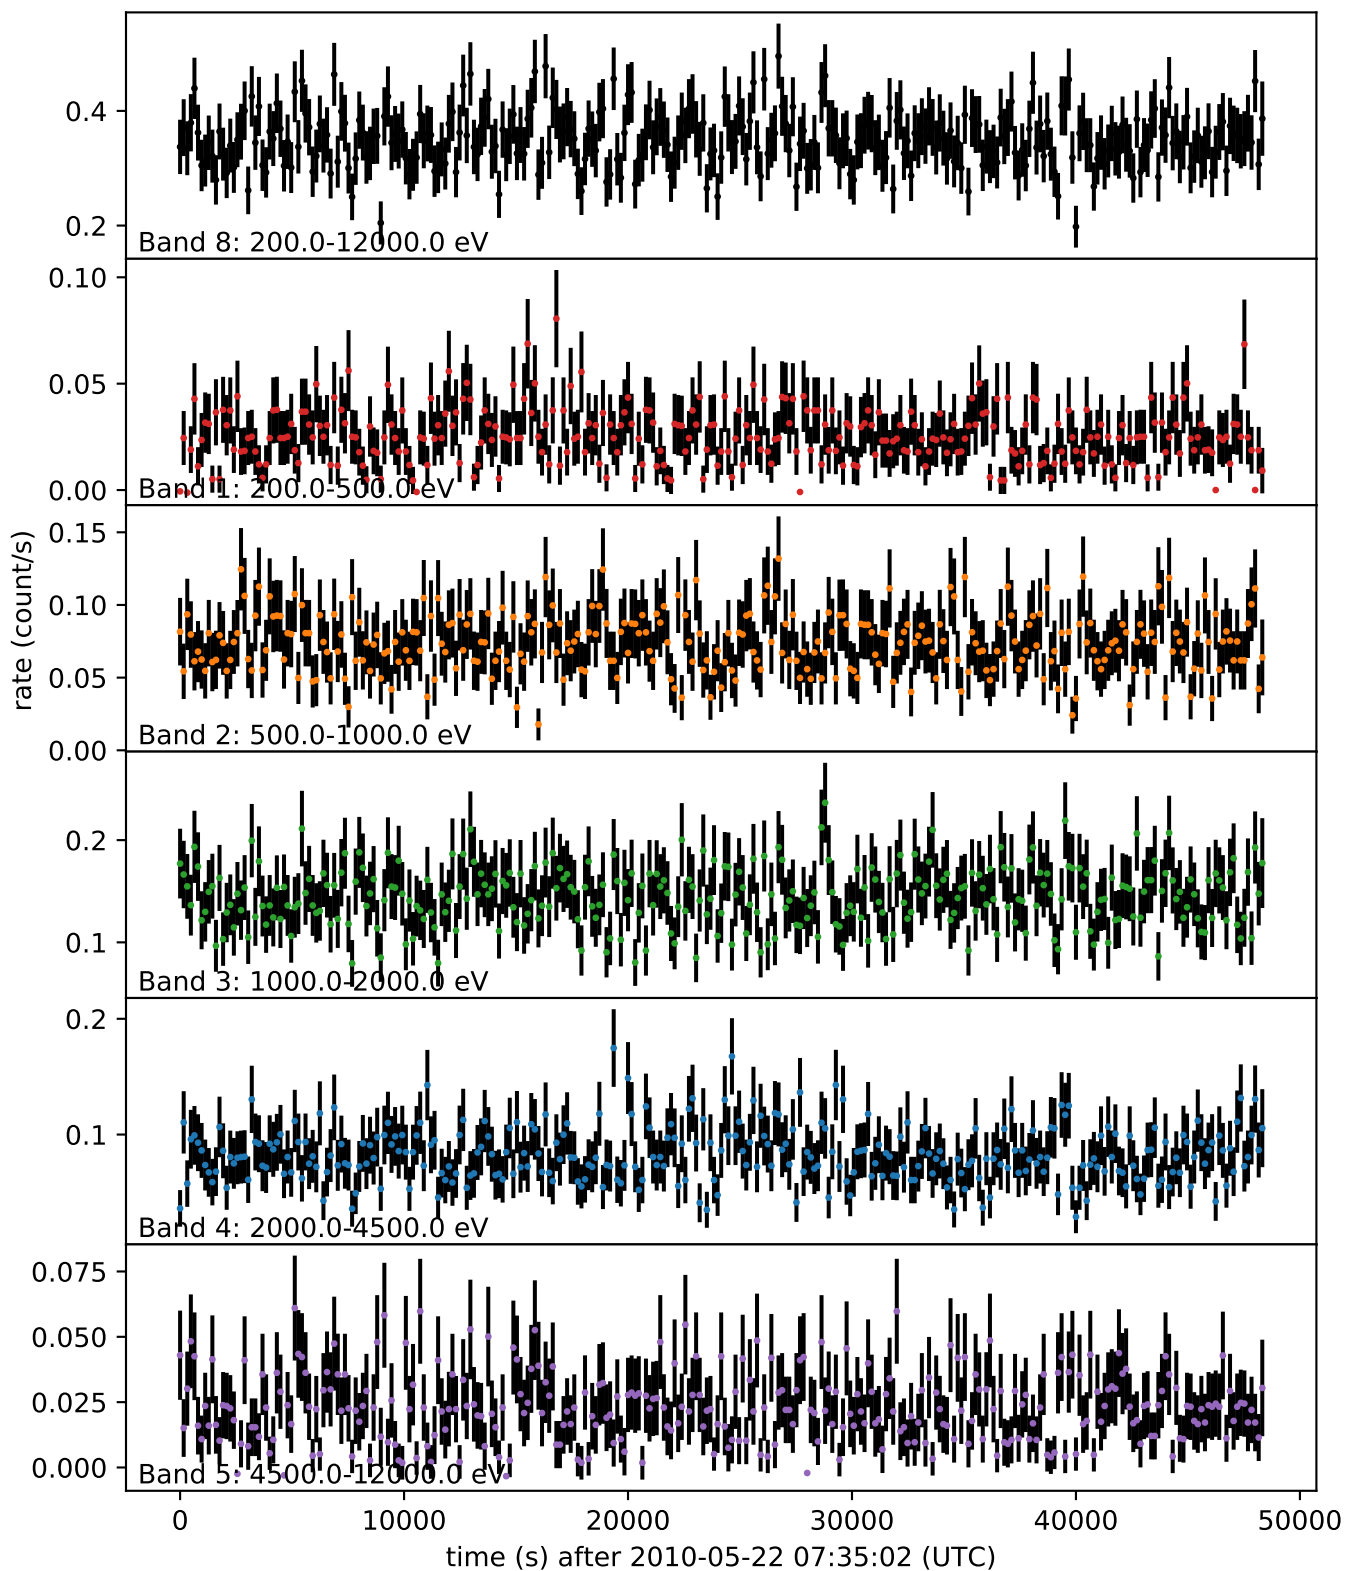 0.4
0.2
Band 8: 200.0-12000.0 eV
0.10
0.05
0.00
Band 1: 200.0-500.0 eV
rate (count/s)
0.15
0.10
0.05
0.00
Band 2: 500.0-1000.0 eV
0.2
0.1
Band 3: 1000.0-2000.0 eV
0.2
0.1
Band 4: 2000.0-4500.0 eV
0.075
0.050
0.025
0.000
Band 5: 4500.0-12000.0 eV
0 10000 20000 30000 40000 50000
time (s) after 2010-05-22 07:35:02 (UTC)